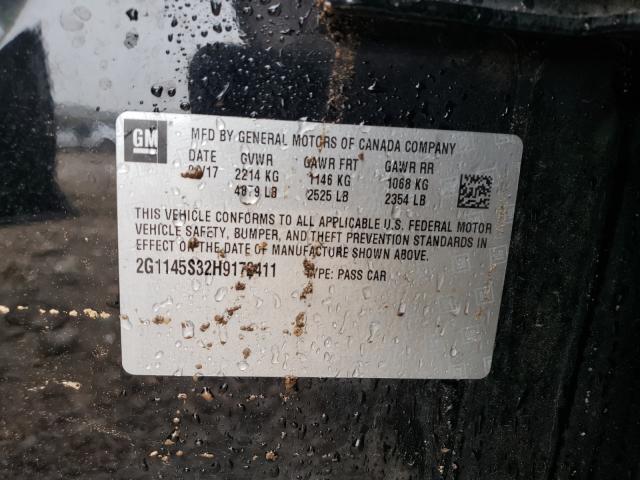 GM
MFD BY GENERAL MOTORS OF CANADA COMPANY
DATE GVWR GAWR FRT GAWR RR
2214 KG 1146 KG 1068 KG
4879 LB 2525 LB 2354 LB
THIS VEHICLE CONFORMS TO ALL APPLICABLE U.S. FEDERAL MOTOR
VEHICLE SAFETY, BUMPER, AND THEFT PREVENTION STANDARDS IN
EFFECT ON THE DATE OF MANUFACTURE SHOWN ABOVE.
TYPE: PASS CAR